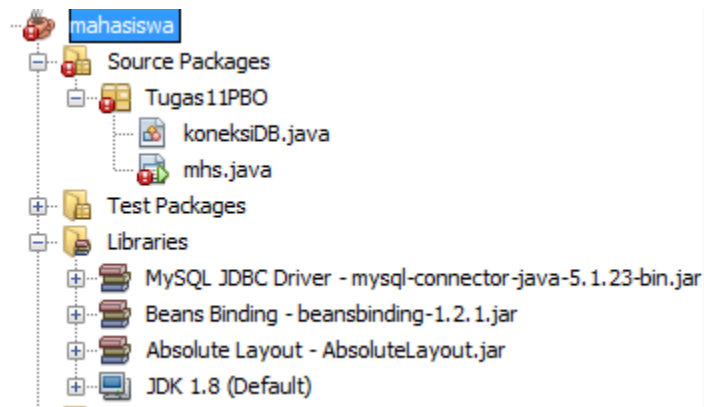 mahasiswa
Source Packages
Tugas11PBO
koneksiDB.java
mhs.java
Test Packages
Libraries
MySQL JDBC Driver - mysql-connector-java-5.1.23-bin.jar
Beans Binding - beansbinding-1.2.1.jar
Absolute Layout - AbsoluteLayout.jar
JDK 1.8 (Default)